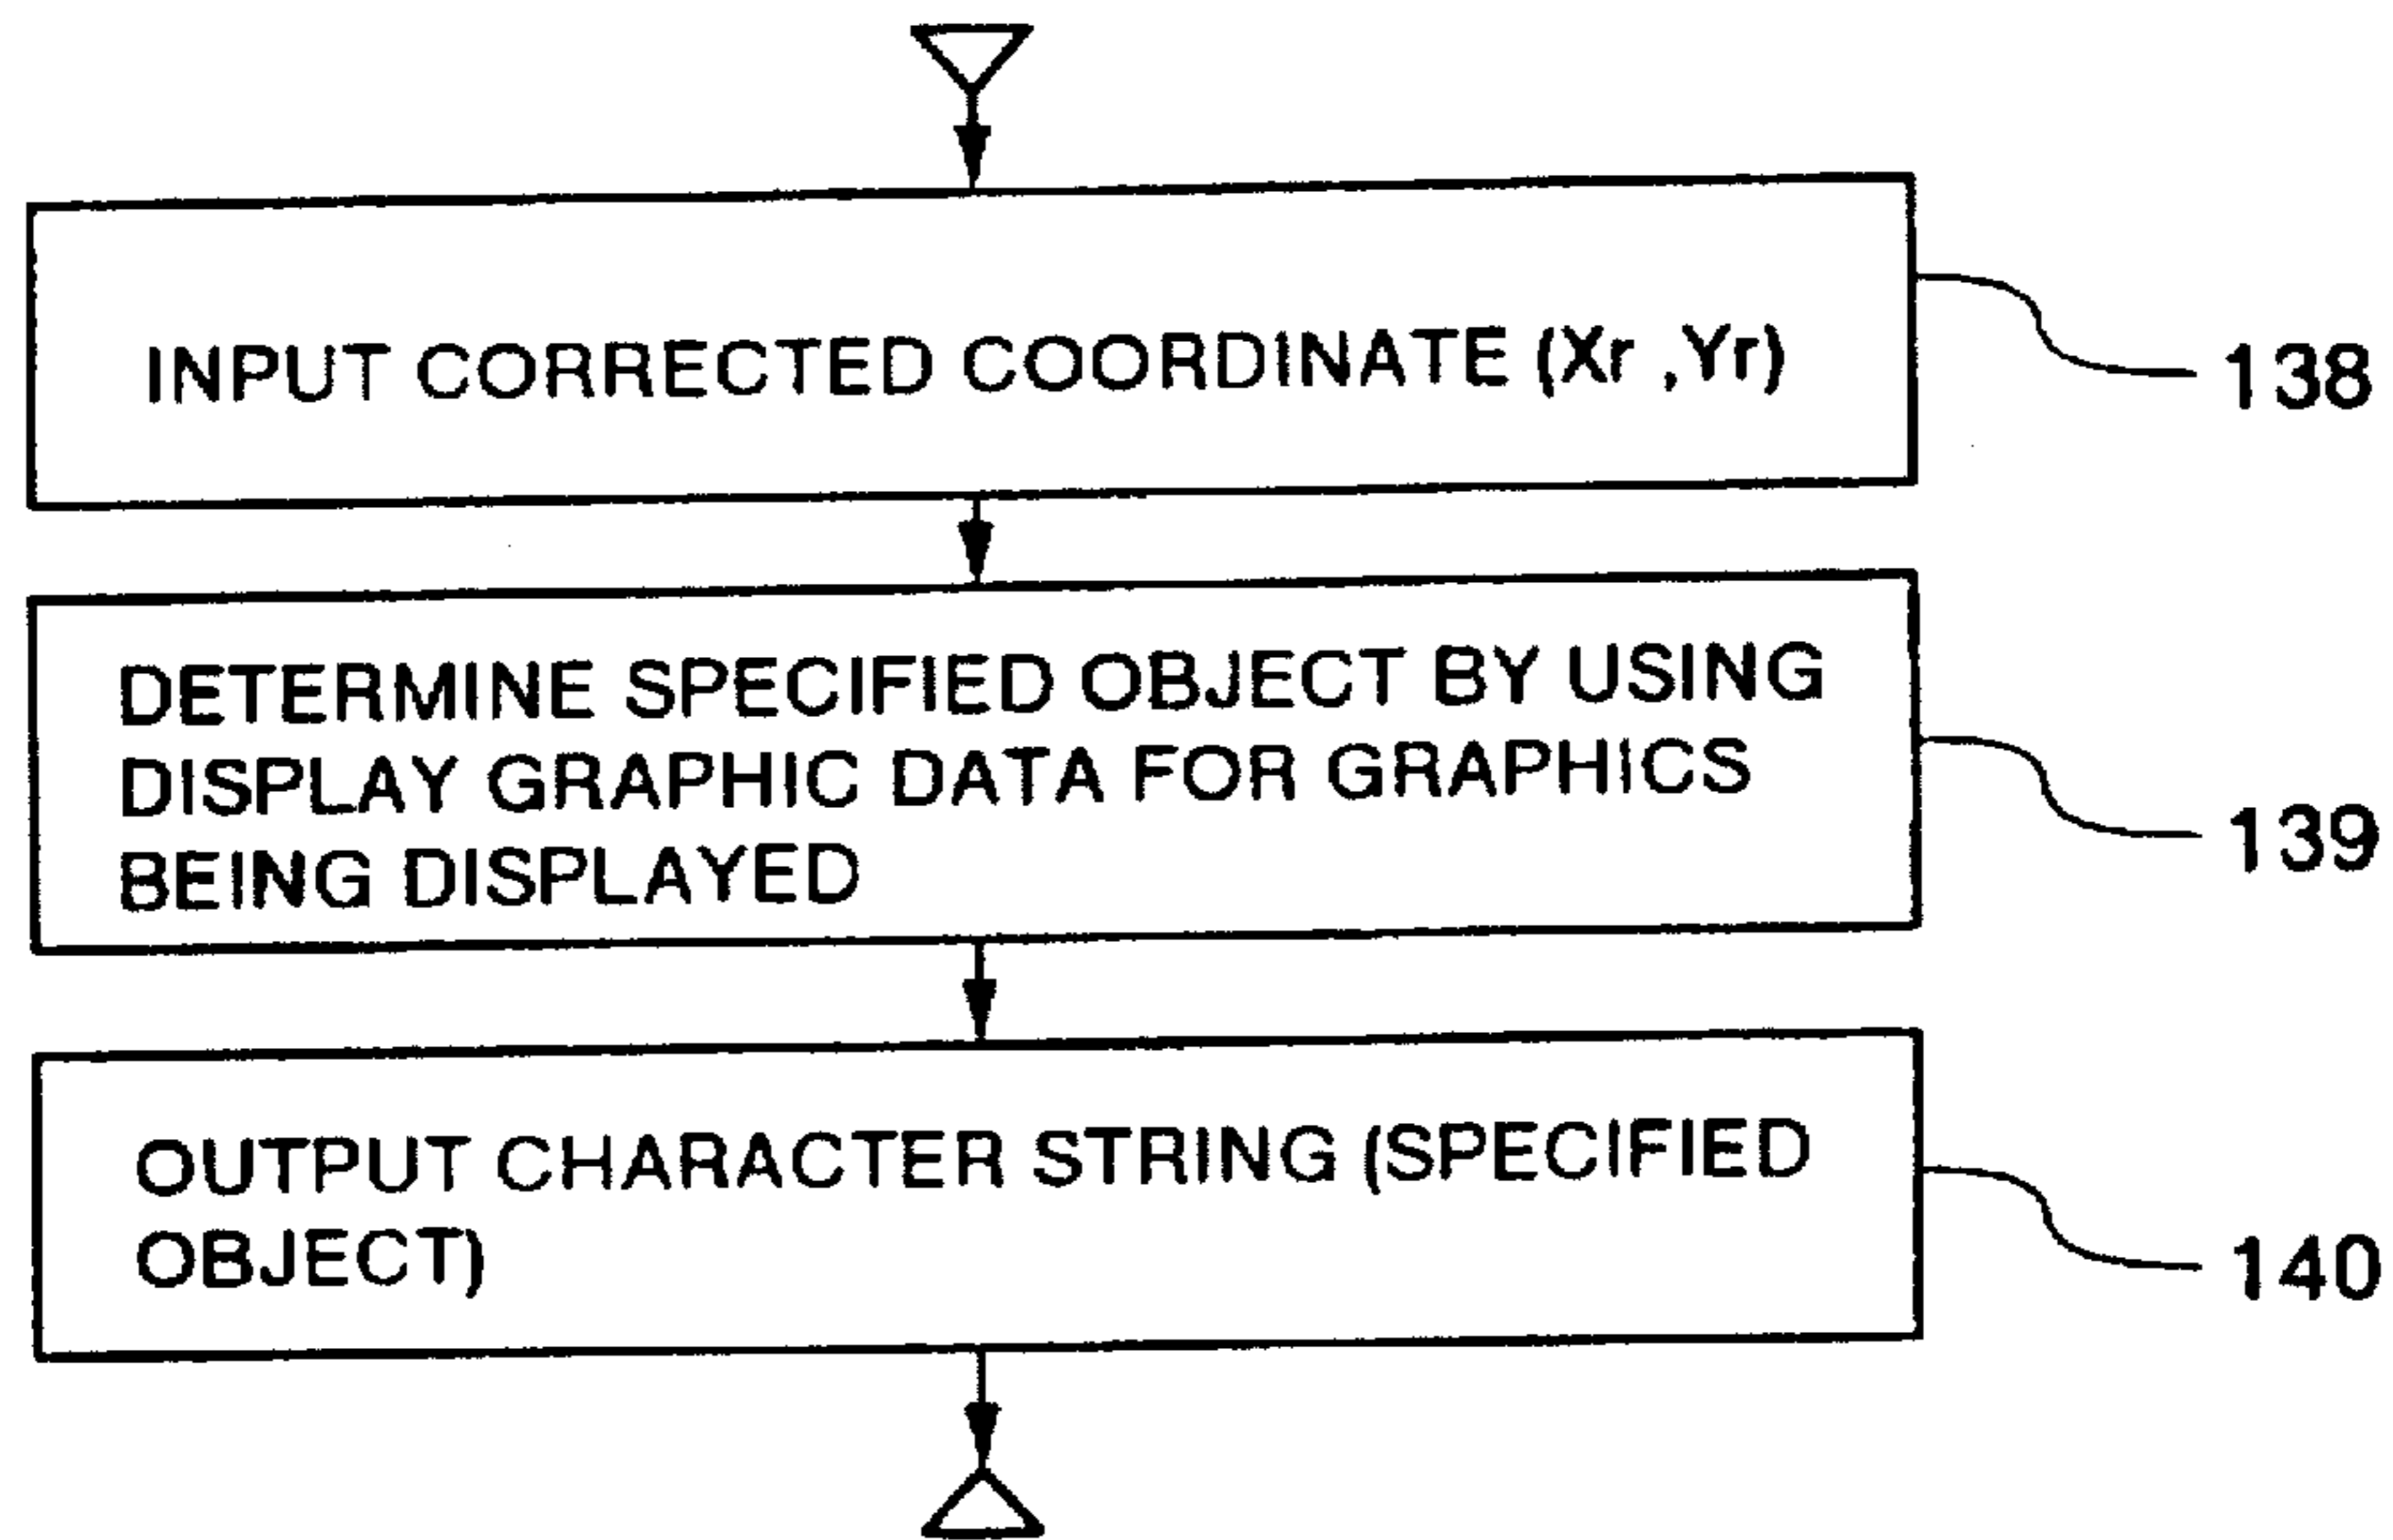 INPUT CORRECTED COORDINATE (Xr ,Yr)
138
DETERMINE SPECIFIED OBJECT BY USING
DISPLAY GRAPHIC DATA FOR GRAPHICS
BEING DISPLAYED
139
OUTPUT CHARACTER STRING (SPECIFIED
OBJECT)
140